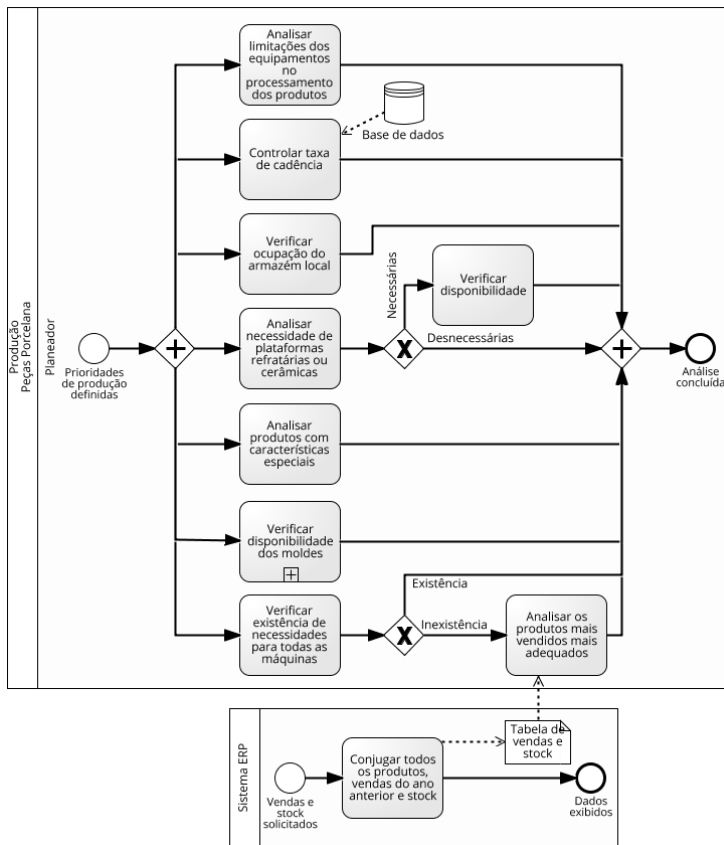 Produção
Peças Porcelana
Planeador
Prioridades
de produção
definidas
Analisar
limitações dos
equipamentos
no
processamento
dos produtos
Base de dados
Controlar taxa
de cadência
Verificar
ocupação do
armazém local
Analisar
necessidade de
plataformas
refratárias ou
cerâmicas
Necessárias
Verificar
disponibilidade
Desnecessárias
Análise
concluída
Analisar
produtos com
características
especiais
Verificar
disponibilidade
dos moldes
Verificar
existência de
necessidades
para todas as
máquinas
Existência
Inexistência
Analisar os
produtos mais
vendidos mais
adequados
Sistema ERP
Vendas e
stock
solicitados
Conjugar todos
os produtos,
vendas do ano
anterior e stock
Tabela de
vendas e
stock
Dados
exibidos